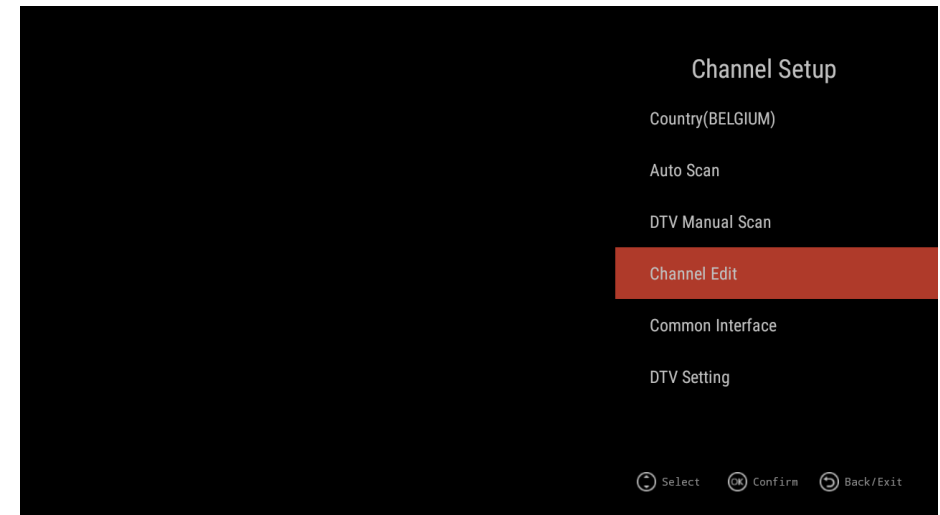 Channel Setup
Country(BELGIUM)
Auto Scan
DTV Manual Scan
Channel Edit
Common Interface
DTV Setting
Select OK Confirm Back/Exit